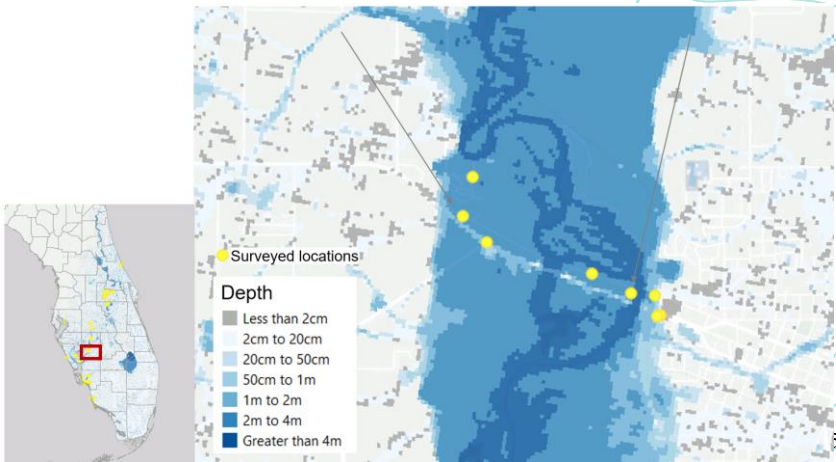 Surveyed locations
Depth
Less than 2cm
2cm to 20cm
20cm to 50cm
50cm to 1m
1m to 2m
2m to 4m
Greater than 4m